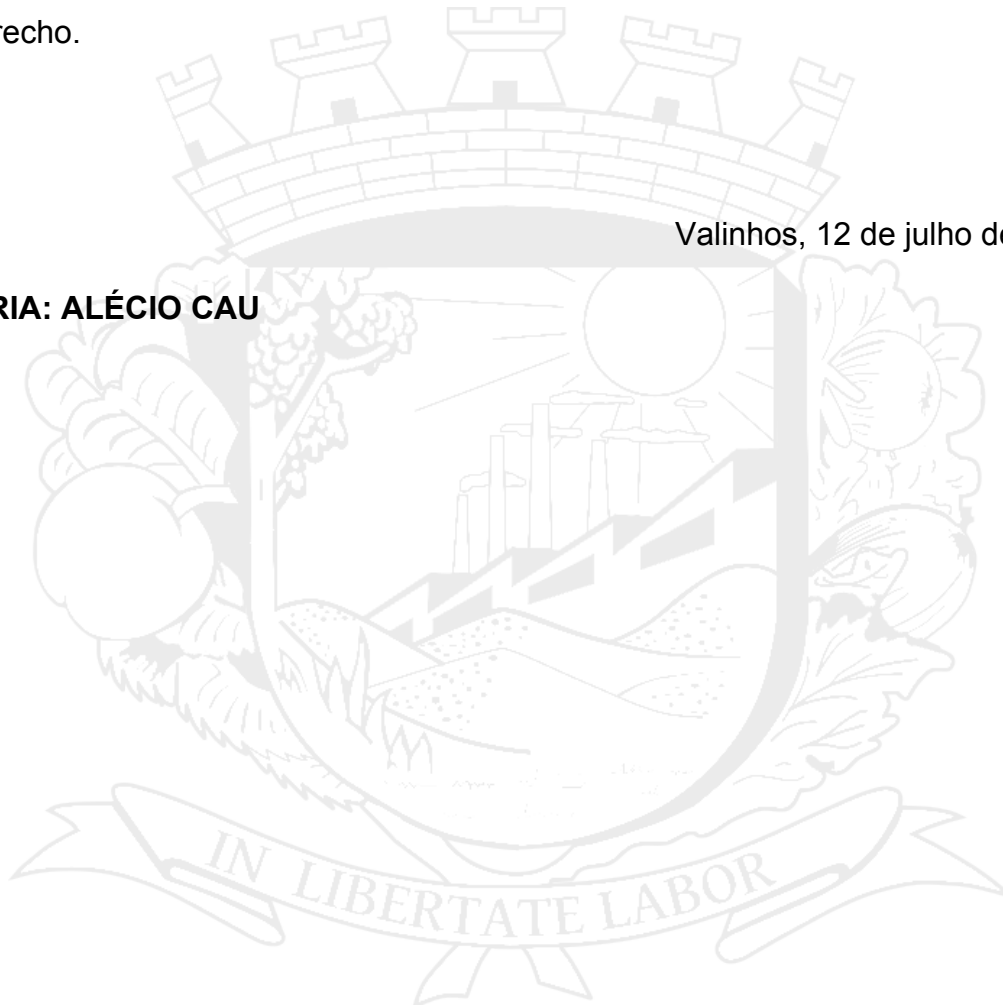 recho.
Valinhos, 12 de julho de
RIA: ALÉCIO CAU
IN LIBERTATE LABOR